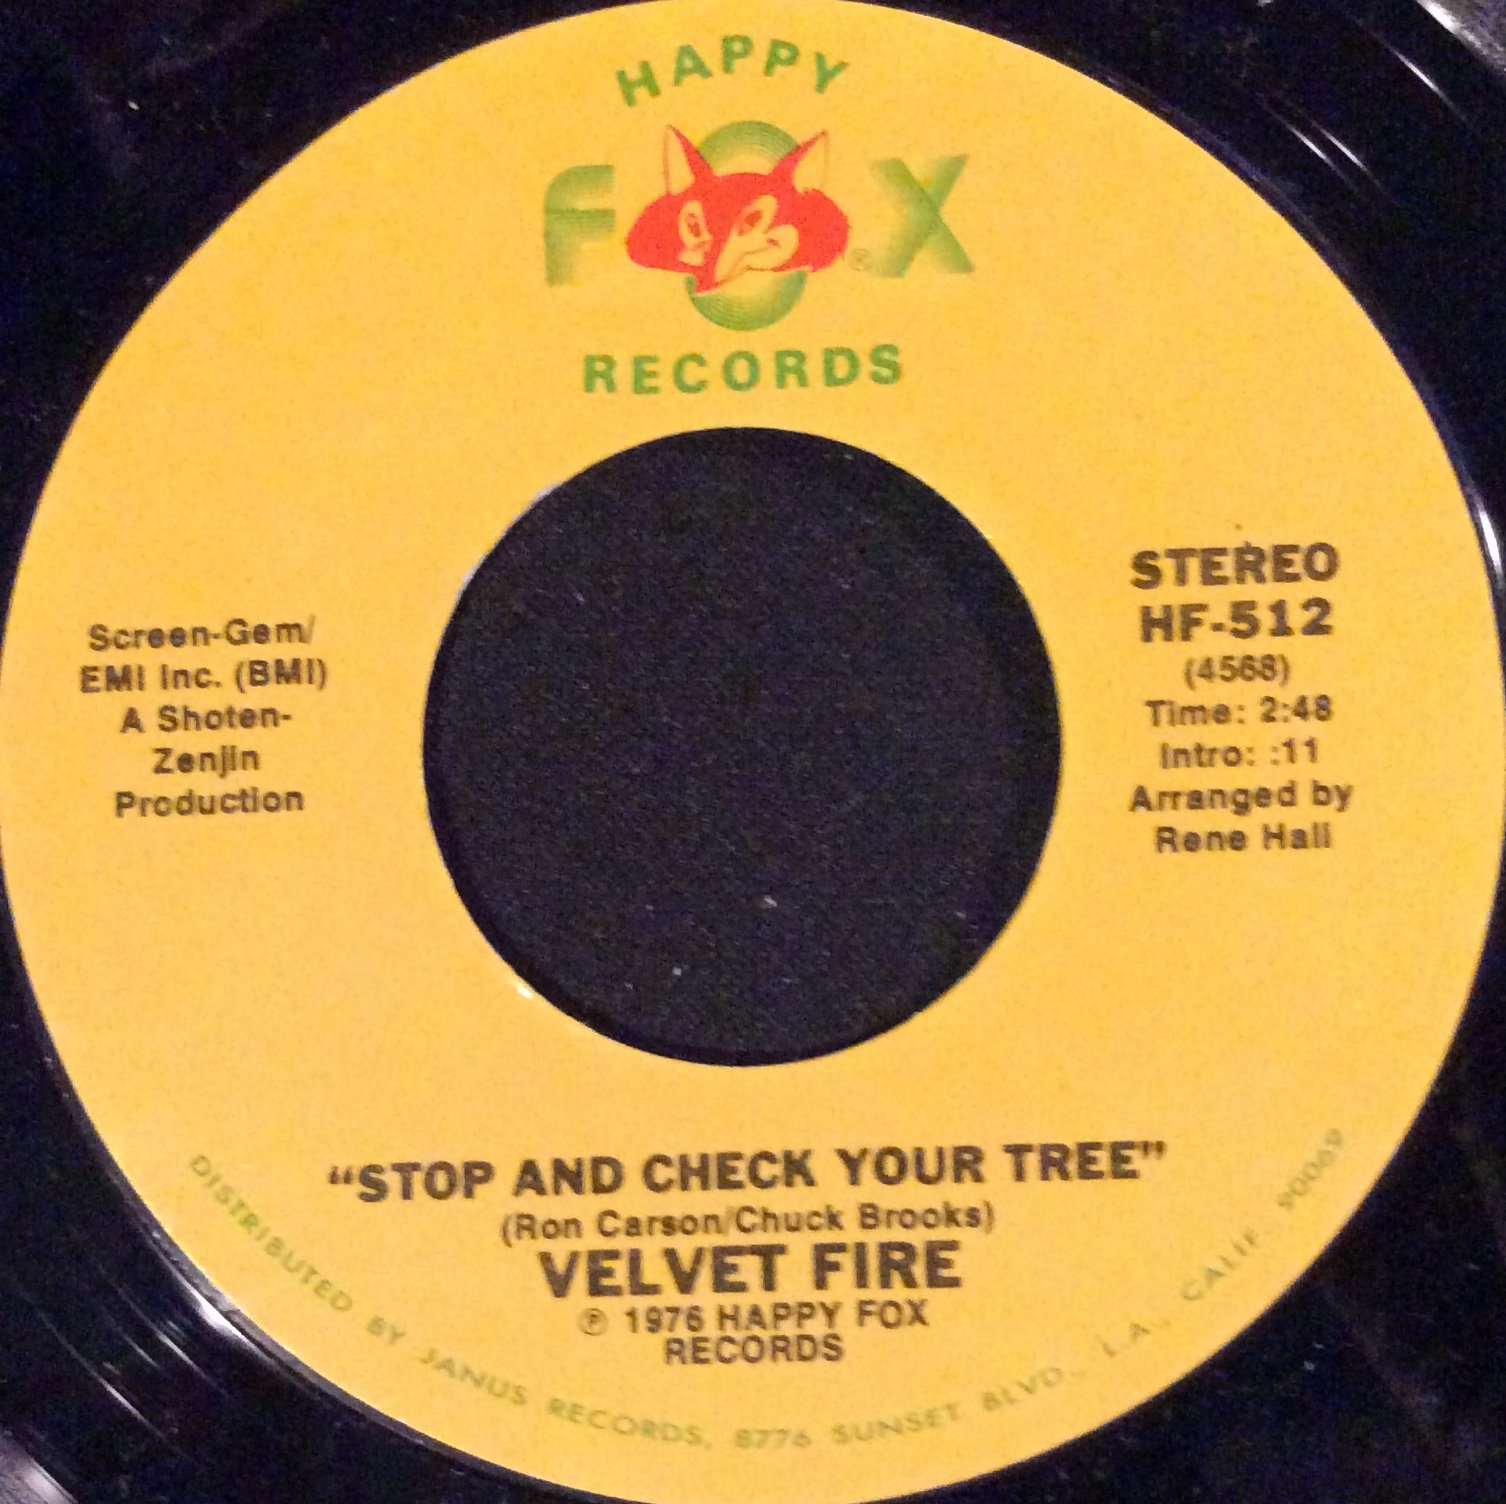 HAPPY
FOX®
RECORDS
Screen-Gem/
EMI Inc. (BMI)
A Shoten-
Zenjin
Production
STEREO
HF-512
(4568)
Time: 2:48
Intro: :11
Arranged by
Rene Hall
“STOP AND CHECK YOUR TREE”
(Ron Carson/Chuck Brooks)
VELVET FIRE
℗ 1976 HAPPY FOX
RECORDS
DISTRIBUTED BY JANUS RECORDS, 8776 SUNSET BLVD., L.A., CALIF. 90069